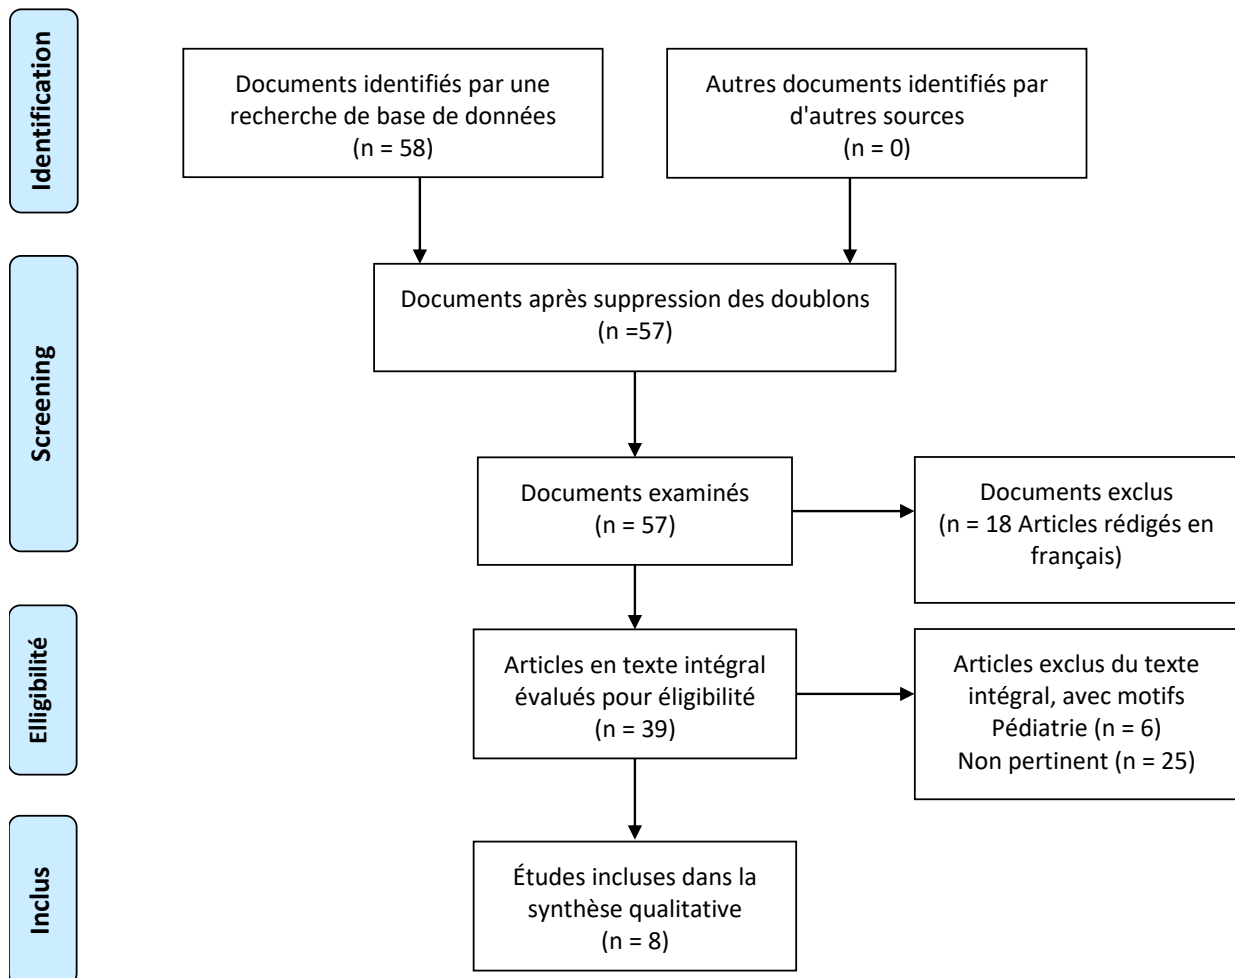 Identification
Documents identifiés par une
recherche de base de données
(n = 58)
Autres documents identifiés par
d'autres sources
(n = 0)
Screening
Documents après suppression des doublons
(n =57)
Documents examinés
(n = 57)
Documents exclus
(n = 18 Articles rédigés en
français)
Elligibilité
Articles en texte intégral
évalués pour éligibilité
(n = 39)
Articles exclus du texte
intégral, avec motifs
Pédiatrie (n = 6)
Non pertinent (n = 25)
Inclus
Études incluses dans la
synthèse qualitative
(n = 8)